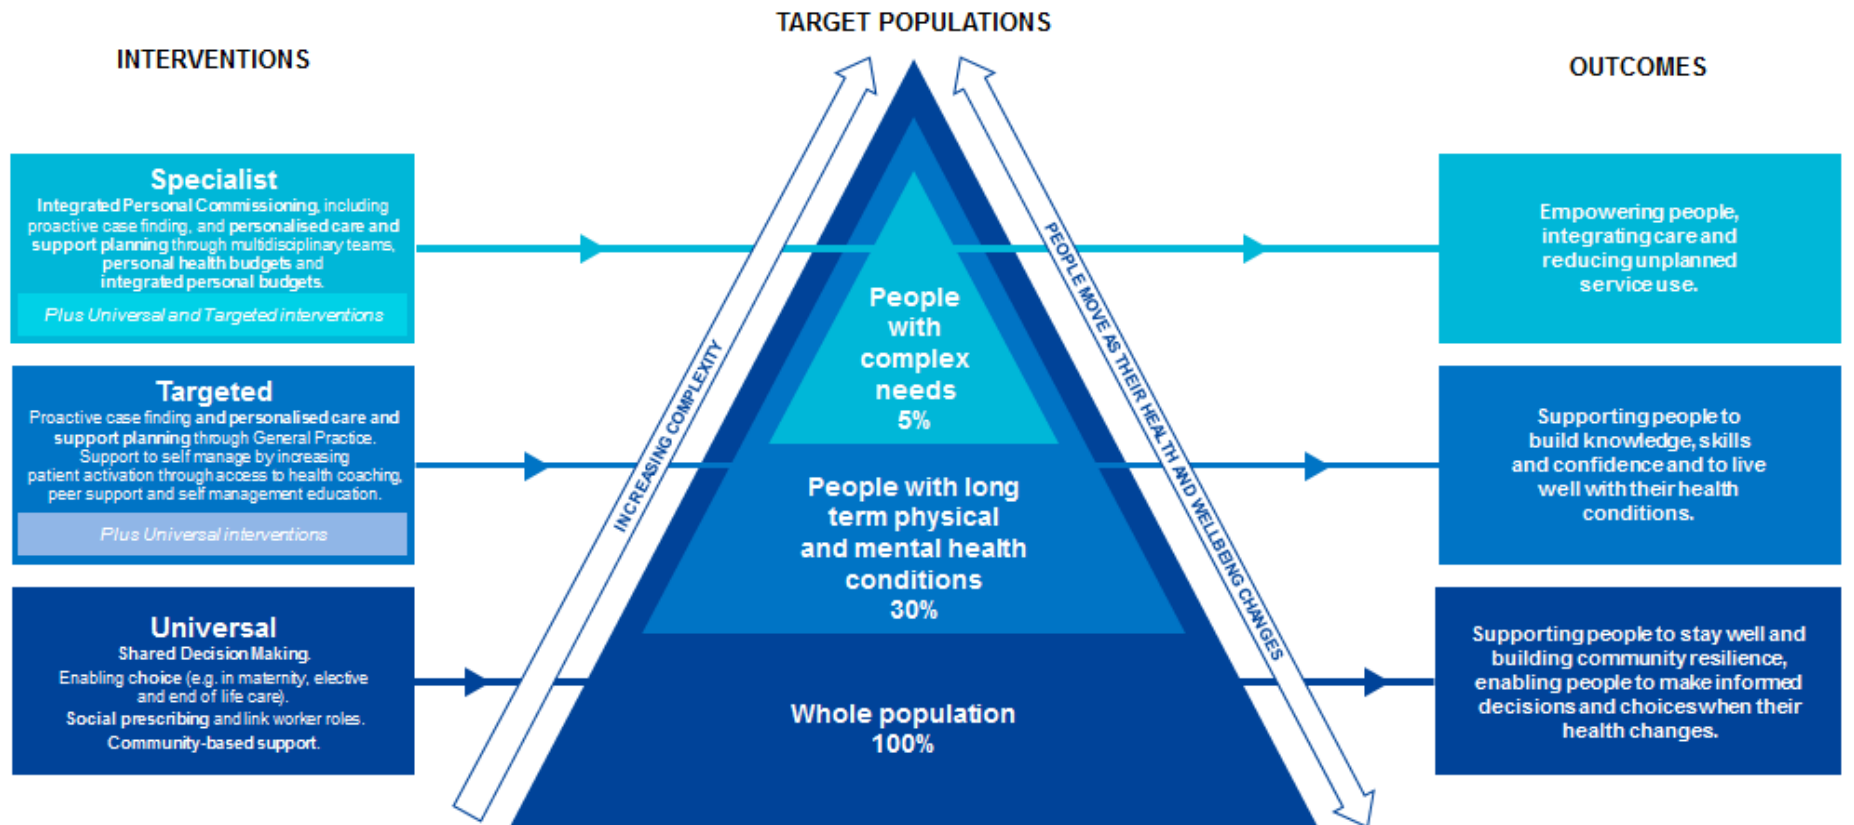 TARGET POPULATIONS
INTERVENTIONS
OUTCOMES
Specialist
Integrated Personal Commissioning, including
proactive case finding, and personalised care and
support planning through multidisciplinary teams,
personal health budgets and
integrated personal budgets.
Plus Universal and Targeted interventions
Targeted
Proactive case finding and personalised care and
support planning through General Practice.
Support to self manage by increasing
patient activation through access to health coaching,
peer support and self management education.
Plus Universal interventions
Universal
Shared Decision Making.
Enabling choice (e.g. in maternity, elective
and end of life care).
Social prescribing and link worker roles.
Community-based support.
INCREASING COMPLEXITY
People
with
complex
needs
5%
People with long
term physical
and mental health
conditions
30%
Whole population
100%
PEOPLE MOVE AS THEIR HEALTH AND WELLBEING CHANGES
Empowering people,
integrating care and
reducing unplanned
service use.
Supporting people to
build knowledge, skills
and confidence and to live
well with their health
conditions.
Supporting people to stay well and
building community resilience,
enabling people to make informed
decisions and choices when their
health changes.